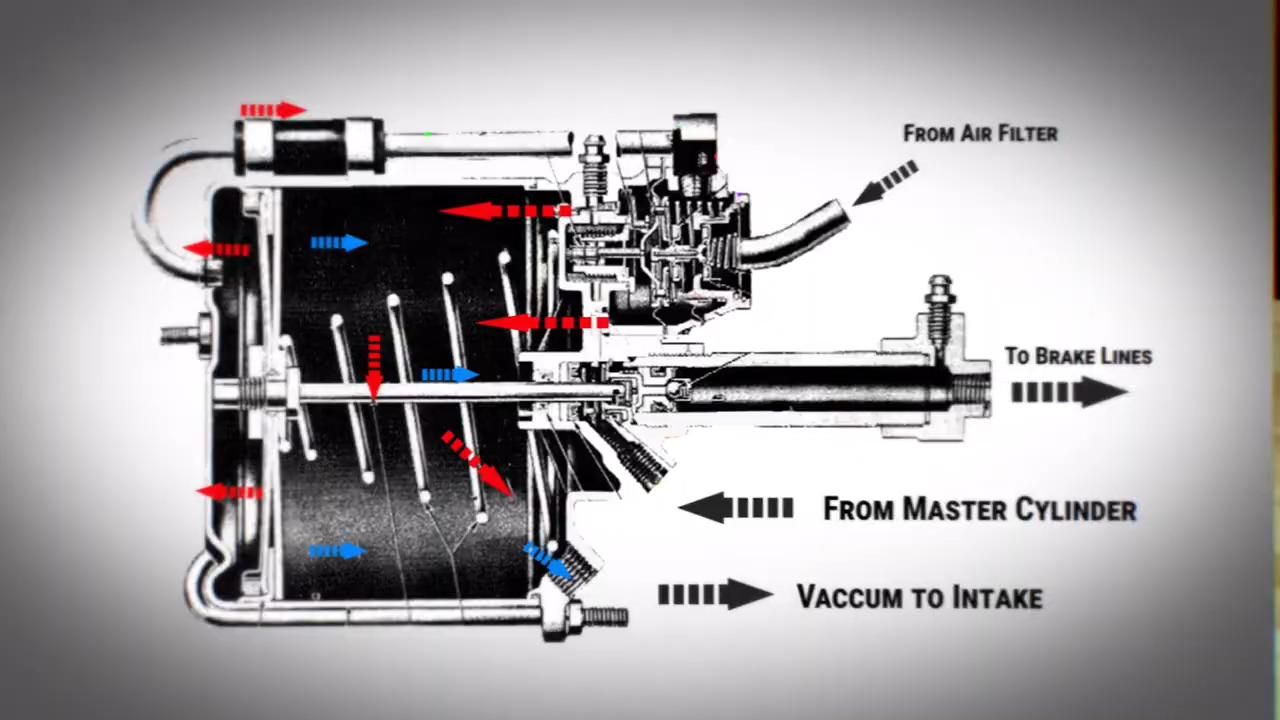 From Air Filter
To Brake Lines
From Master Cylinder
Vaccum to Intake